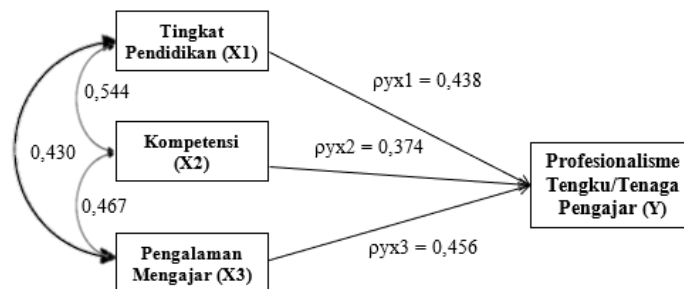 Tingkat
Pendidikan (X1)
0,544
ρyx1 = 0,438
0,430
Kompetensi
(X2)
ρyx2 = 0,374
Profesionalisme
Tengku/Tenaga
Pengajar (Y)
0,467
Pengalaman
Mengajar (X3)
ρyx3 = 0,456